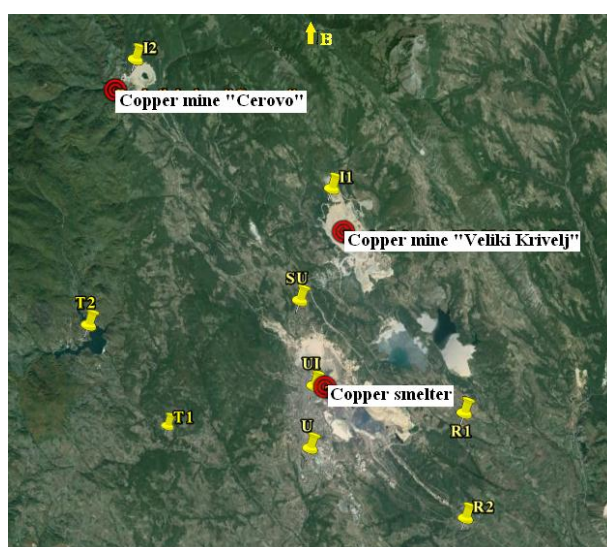 I2
B
Copper mine "Cerovo"
I1
Copper mine "Veliki Krivelj"
SU
T2
UI
Copper smelter
T1
U
R1
R2